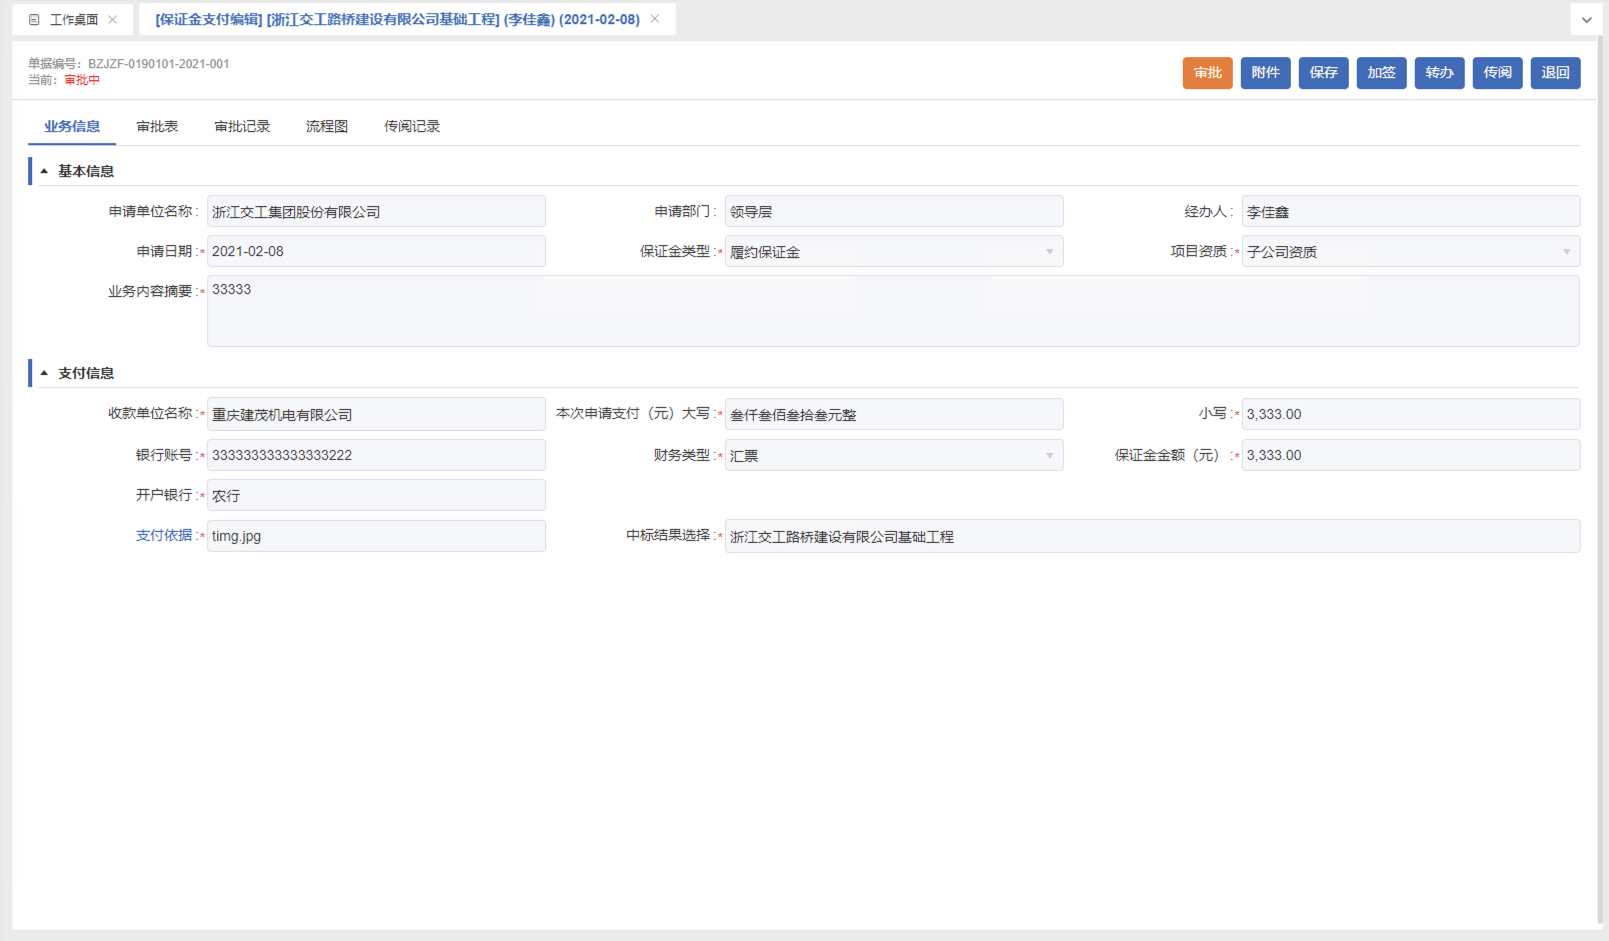 工作桌面
[保证金支付编辑] [浙江交工路桥建设有限公司基础工程] (李佳鑫) (2021-02-08)
单据编号: BZJZF-0190101-2021-001
当前: 审批中
审批 附件 保存 加签 转办 传阅 退回
业务信息 审批表 审批记录 流程图 传阅记录
基本信息
申请单位名称: 浙江交工集团股份有限公司 申请部门: 领导层 经办人: 李佳鑫
申请日期:* 2021-02-08 保证金类型:* 履约保证金 项目资质:* 子公司资质
业务内容摘要:* 33333
支付信息
收款单位名称:* 重庆建茂机电有限公司 本次申请支付（元）大写:* 叁仟叁佰叁拾叁元整 小写:* 3,333.00
银行账号:* 333333333333333222 财务类型:* 汇票 保证金金额（元）:* 3,333.00
开户银行:* 农行
支付依据:* timg.jpg 中标结果选择:* 浙江交工路桥建设有限公司基础工程